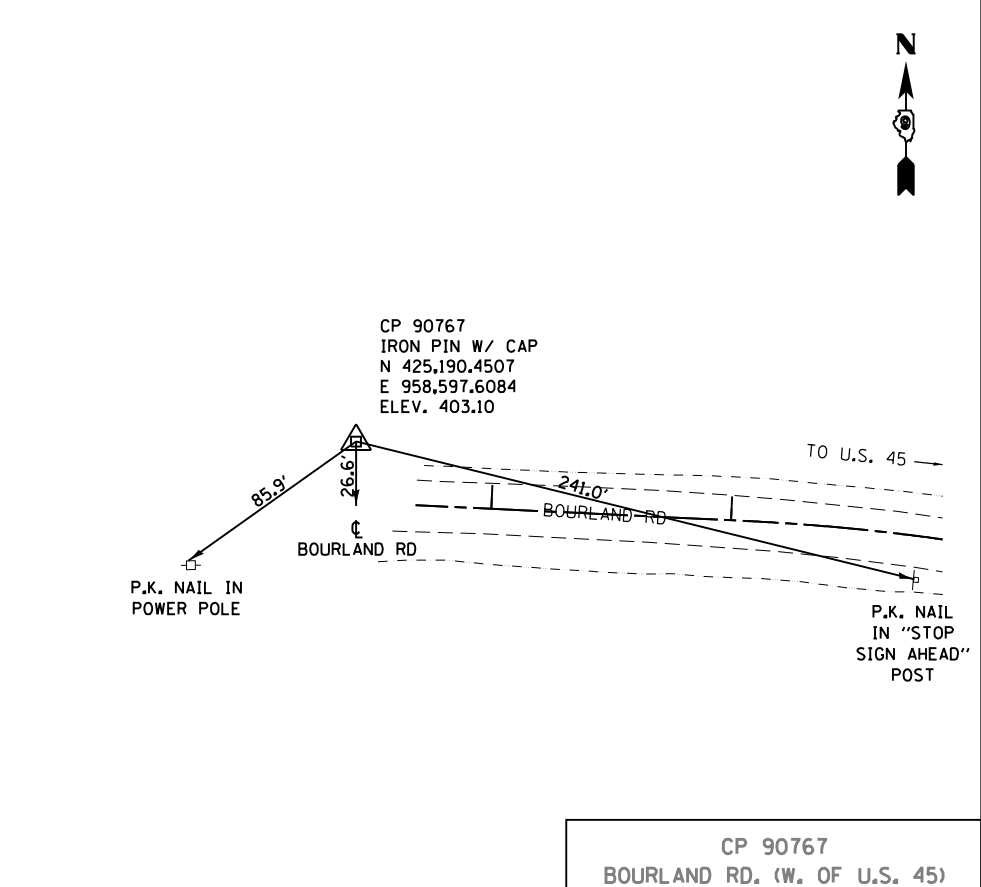 N
CP 90767
IRON PIN W/ CAP
N 425,190.4507
E 958,597.6084
ELEV. 403.10
TO U.S. 45
85.9'
26.6'
241.0'
BOURLAND RD
℄
BOURLAND RD
P.K. NAIL IN
POWER POLE
P.K. NAIL
IN "STOP
SIGN AHEAD"
POST
CP 90767
BOURLAND RD. (W. OF U.S. 45)